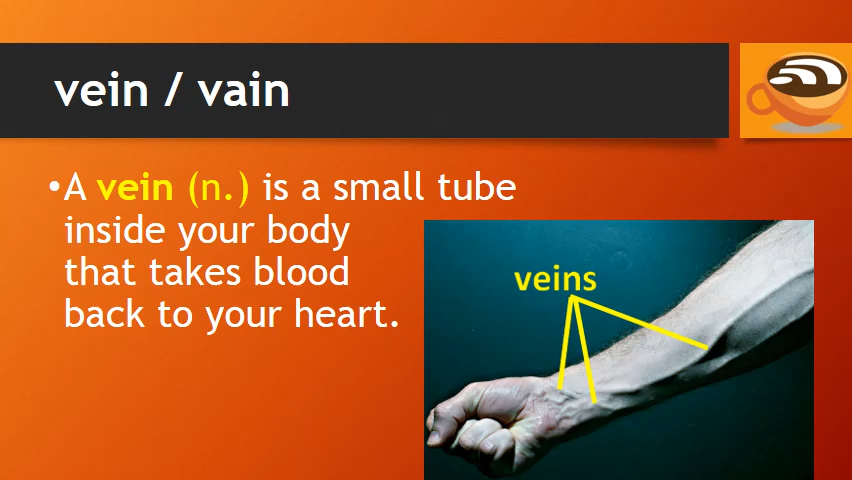 vein / vain
•A vein (n.) is a small tube
inside your body
that takes blood
back to your heart.
veins